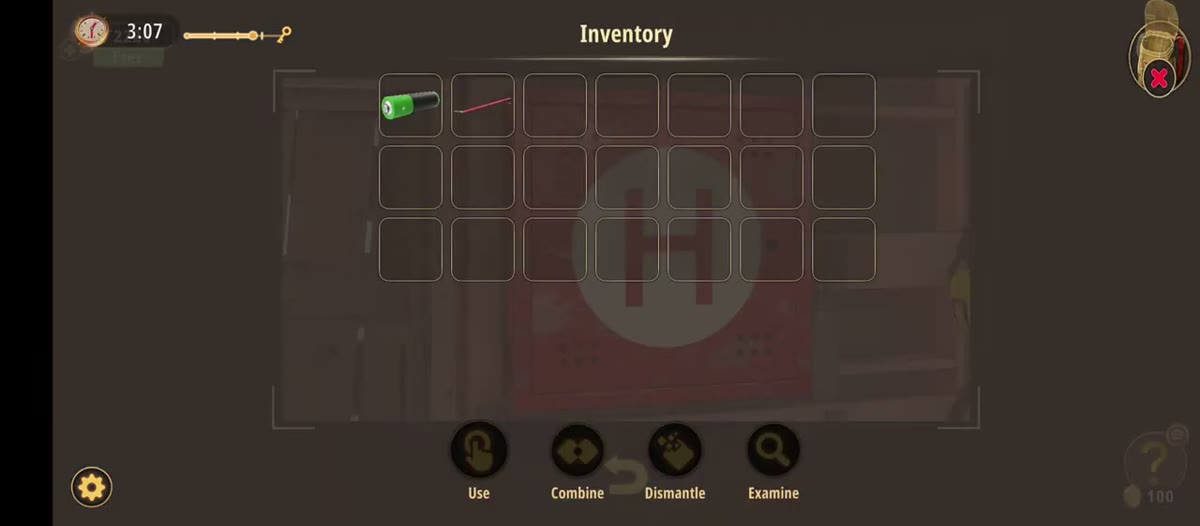 3:07
Inventory
H
Use
Combine
Dismantle
Examine
100